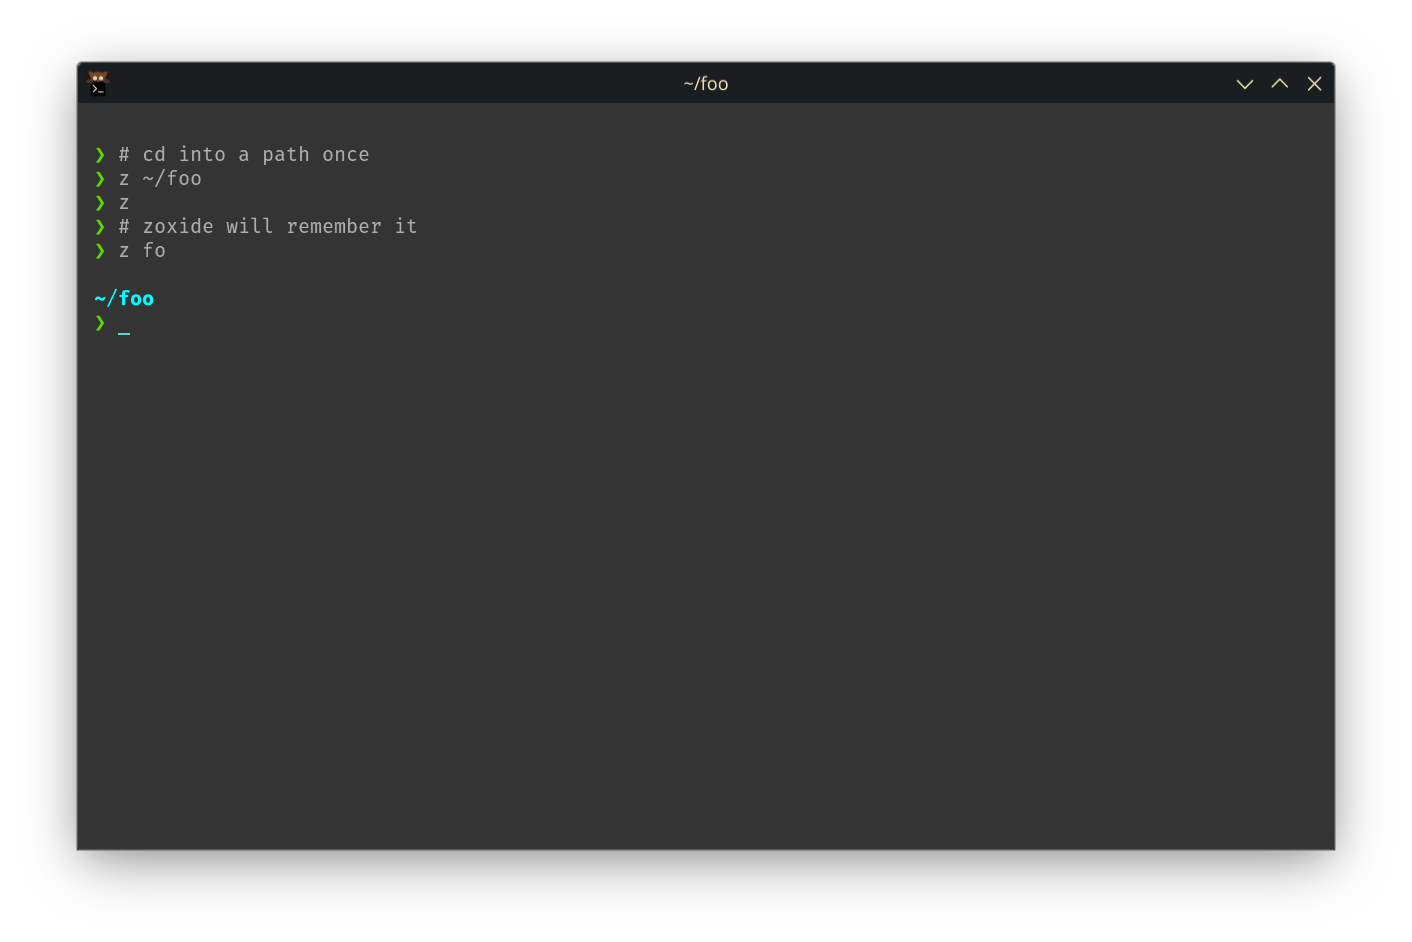 ~/foo
❯ # cd into a path once
❯ z ~/foo
❯ z
❯ # zoxide will remember it
❯ z fo
~/foo
❯ _